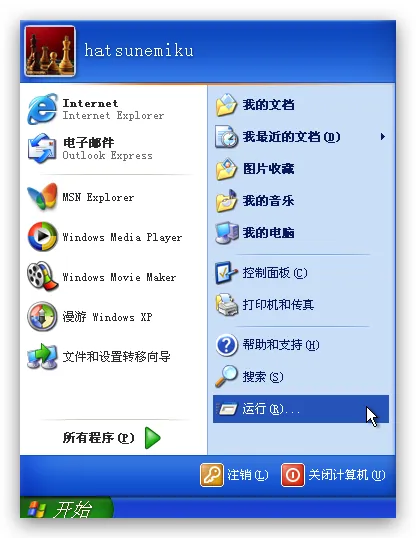 hatsunemiku
Internet
Internet Explorer
电子邮件
Outlook Express
MSN Explorer
Windows Media Player
Windows Movie Maker
漫游 Windows XP
文件和设置转移向导
所有程序(P)
我的文档
我最近的文档(D)
图片收藏
我的音乐
我的电脑
控制面板(C)
打印机和传真
帮助和支持(H)
搜索(S)
运行(R)...
注销(L)
关闭计算机(U)
开始